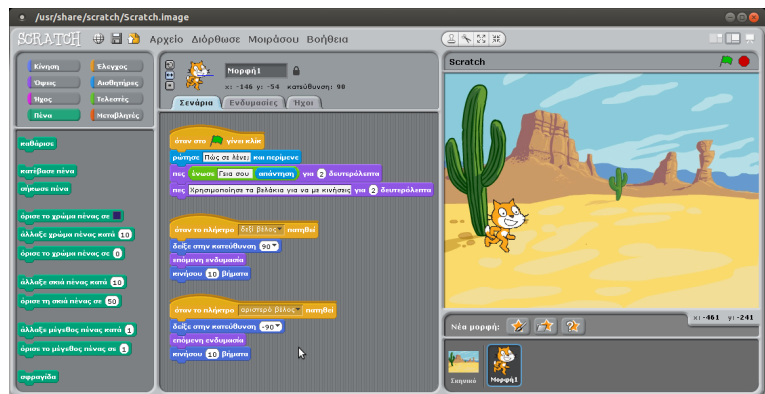 /usr/share/scratch/Scratch.image
SCRATCH Αρχείο Διόρθωσε Μοιράσου Βοήθεια
Κίνηση Έλεγχος
Όψεις Αισθητήρες
Ήχος Τελεστές
Πένα Μεταβλητές
καθάρισε
κατέβασε πένα
σήκωσε πένα
όρισε το χρώμα πένας σε
άλλαξε χρώμα πένας κατά 10
όρισε το χρώμα πένας σε 0
άλλαξε σκιά πένας κατά 10
όρισε τη σκιά πένας σε 50
άλλαξε μέγεθος πένας κατά 1
όρισε το μέγεθος πένας σε 1
σφραγίδα
Μορφή1
x: -146 y: -54 κατεύθυνση: 90
Σενάρια Ενδυμασίες Ήχοι
όταν στο γίνει κλικ
ρώτησε Πώς σε λένε; και περίμενε
πες ένωσε Γεια σου! απάντηση για 2 δευτερόλεπτα
πες Χρησιμοποίησε τα βελάκια για να με κινήσεις για 2 δευτερόλεπτα
όταν το πλήκτρο δεξί βέλος πατηθεί
δείξε στην κατεύθυνση 90
επόμενη ενδυμασία
κινήσου 10 βήματα
όταν το πλήκτρο αριστερό βέλος πατηθεί
δείξε στην κατεύθυνση -90
επόμενη ενδυμασία
κινήσου 10 βήματα
Scratch
x: -461 y: -241
Νέα μορφή:
Σκηνικό Μορφή1